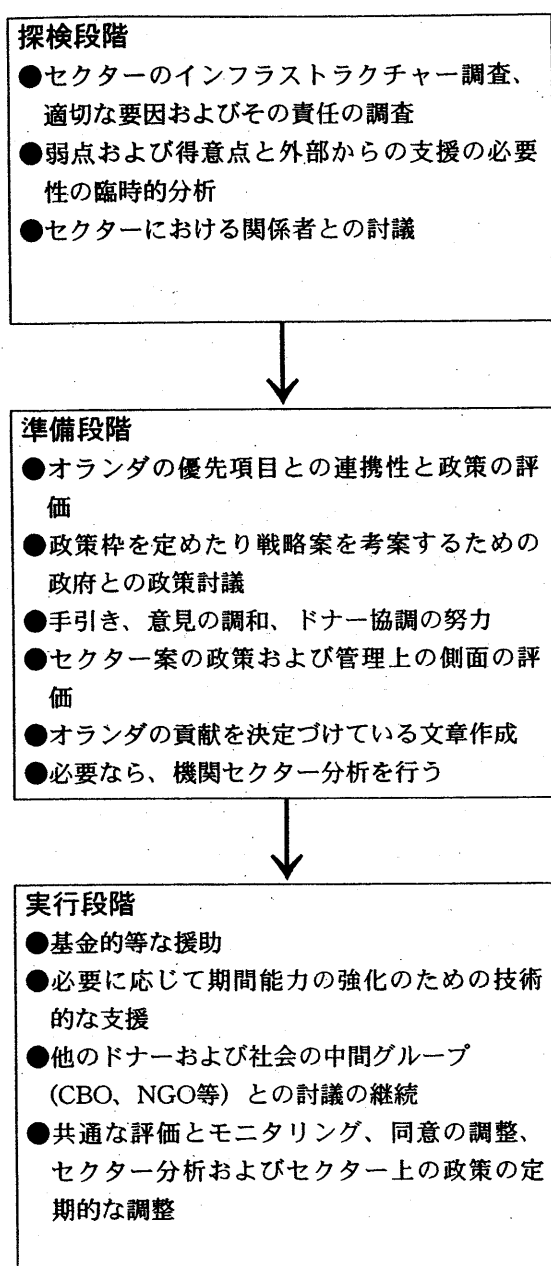 探検段階
●セクターのインフラストラクチャー調査、
適切な要因およびその責任の調査
●弱点および得意点と外部からの支援の必要
性の臨時的分析
●セクターにおける関係者との討議
準備段階
●オランダの優先項目との連携性と政策の評
価
●政策枠を定めたり戦略案を考案するための
政府との政策討議
●手引き、意見の調和、ドナー協調の努力
●セクター案の政策および管理上の側面の評
価
●オランダの貢献を決定づけている文章作成
●必要なら、機関セクター分析を行う
実行段階
●基金的等な援助
●必要に応じて期間能力の強化のための技術
的な支援
●他のドナーおよび社会の中間グループ
(CBO、NGO等）との討議の継続
●共通な評価とモニタリング、同意の調整、
セクター分析およびセクター上の政策の定
期的な調整